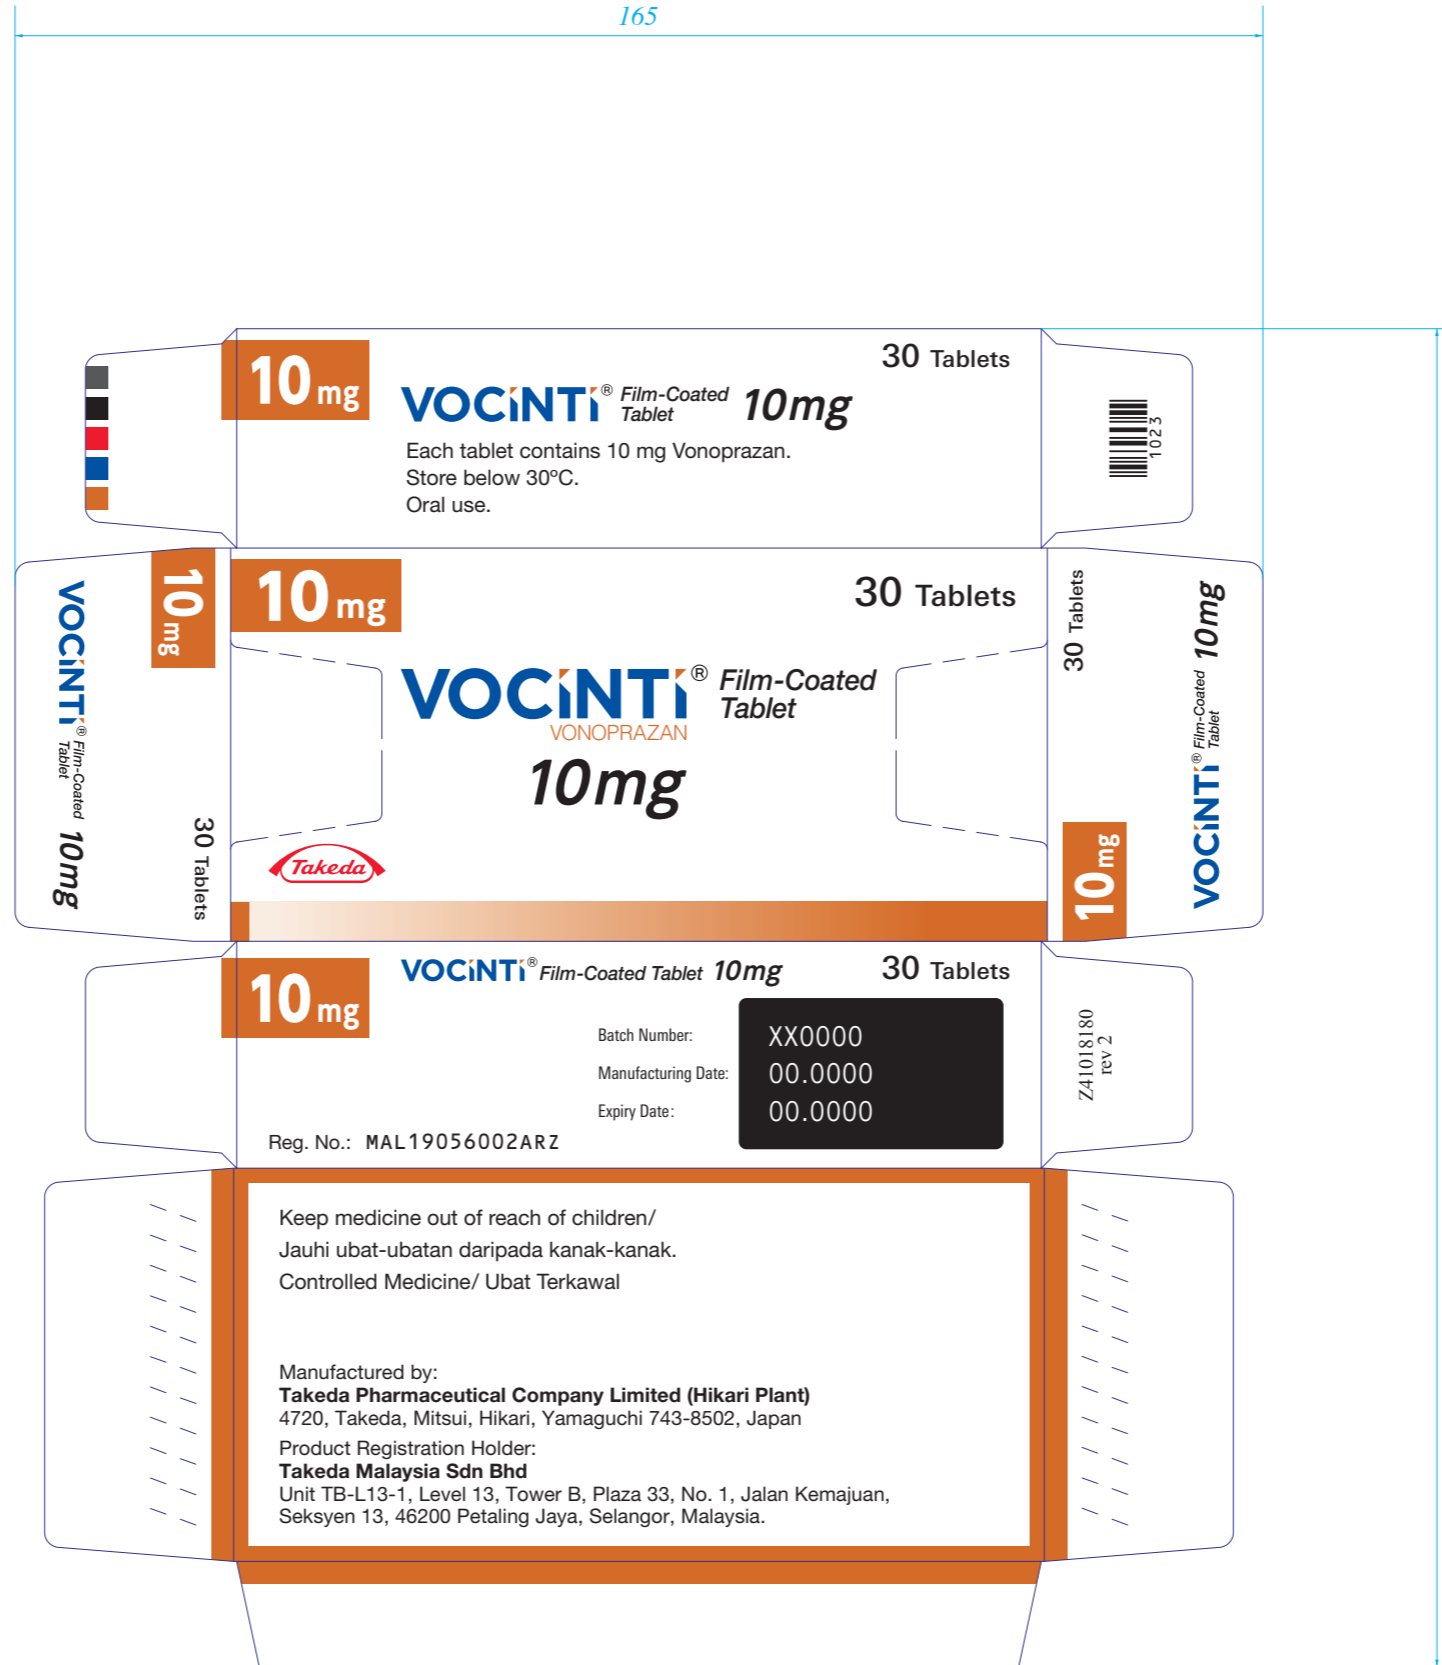 165
10 mg
30 Tablets
VOCiNTi® Film-Coated Tablet 10mg
Each tablet contains 10 mg Vonoprazan.
Store below 30ºC.
Oral use.
1023
VOCiNTi® Film-Coated Tablet 10mg
10 mg
30 Tablets
10 mg
30 Tablets
VOCiNTi® Film-Coated Tablet
VONOPRAZAN
10mg
Takeda
30 Tablets
10 mg
VOCiNTi® Film-Coated Tablet 10mg
10 mg
VOCiNTi® Film-Coated Tablet 10mg
30 Tablets
Batch Number: XX0000
Manufacturing Date: 00.0000
Expiry Date: 00.0000
Reg. No.: MAL19056002ARZ
Z41018180
rev 2
Keep medicine out of reach of children/
Jauhi ubat-ubatan daripada kanak-kanak.
Controlled Medicine/ Ubat Terkawal
Manufactured by:
Takeda Pharmaceutical Company Limited (Hikari Plant)
4720, Takeda, Mitsui, Hikari, Yamaguchi 743-8502, Japan
Product Registration Holder:
Takeda Malaysia Sdn Bhd
Unit TB-L13-1, Level 13, Tower B, Plaza 33, No. 1, Jalan Kemajuan,
Seksyen 13, 46200 Petaling Jaya, Selangor, Malaysia.